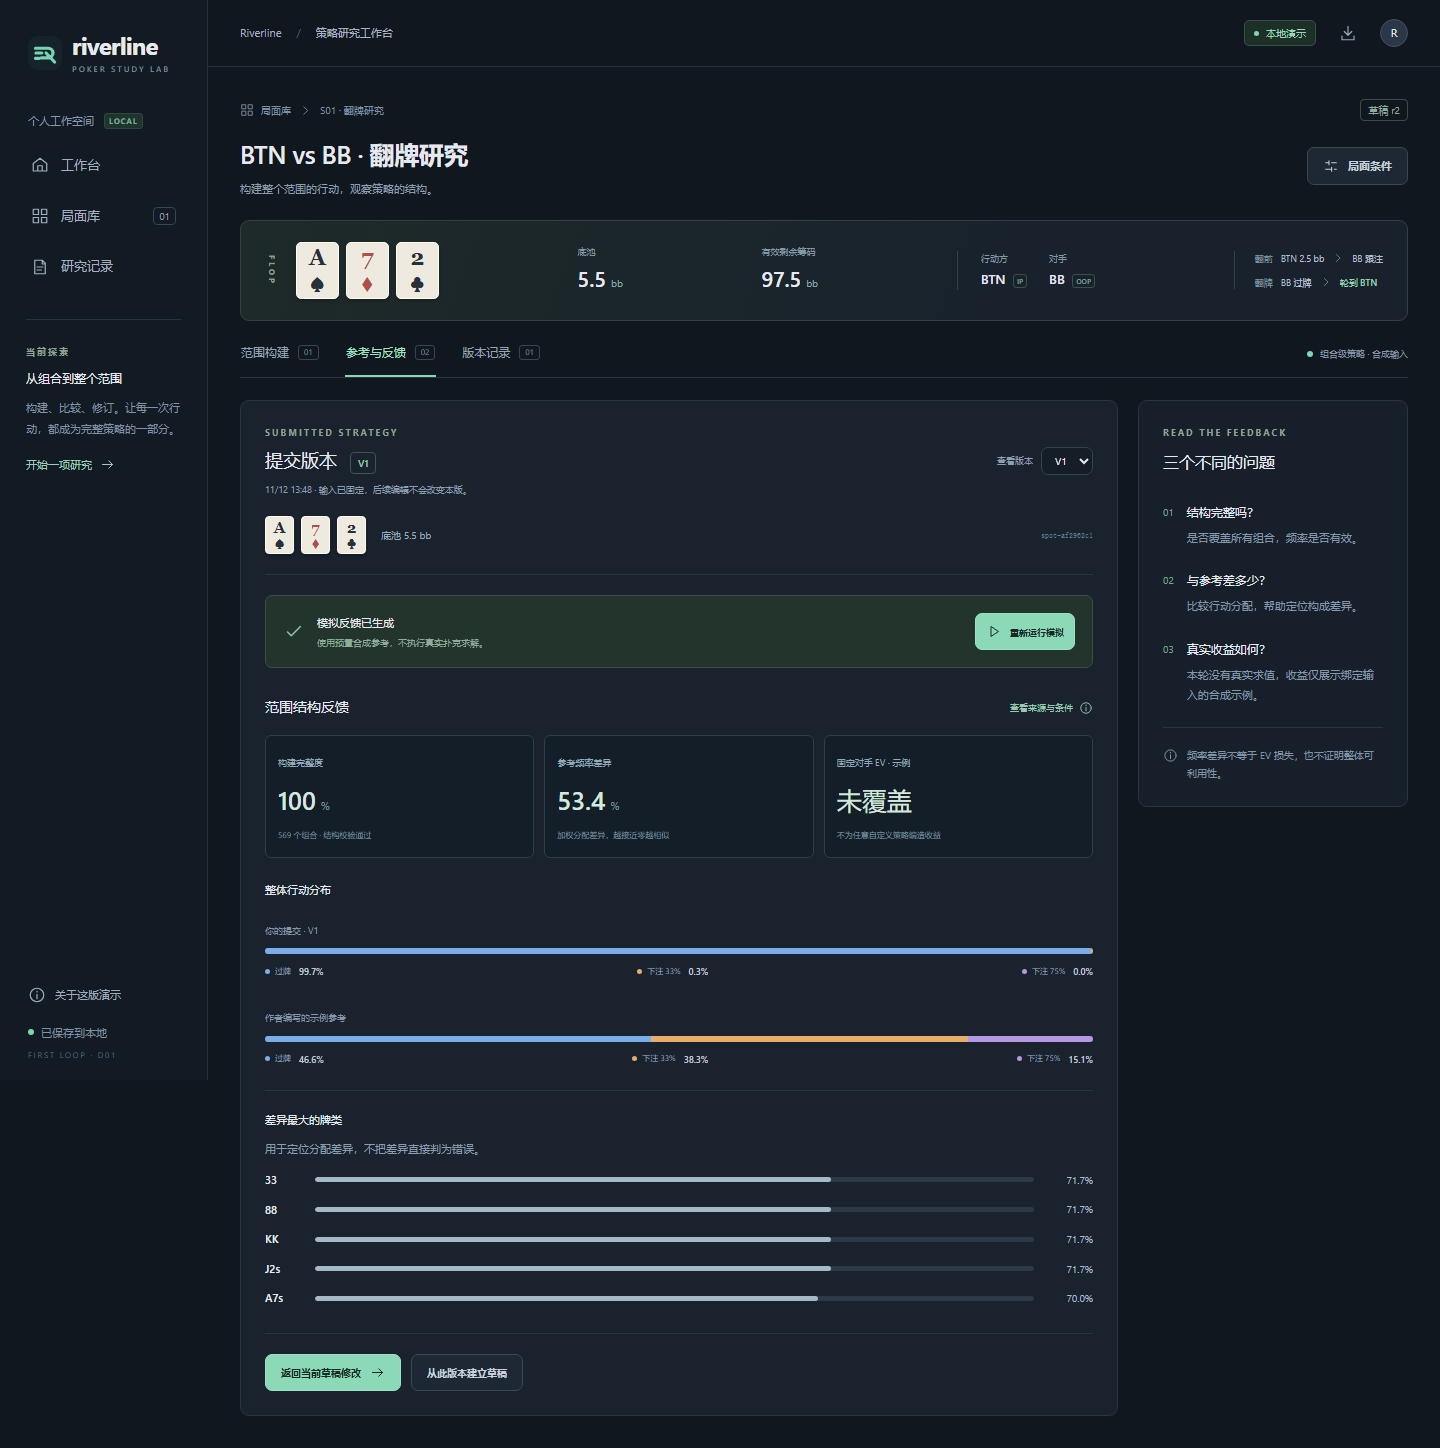 riverline
POKER STUDY LAB
个人工作空间 LOCAL
工作台
局面库 01
研究记录
当前探索
从组合到整个范围
构建、比较、修订。让每一次行
动，都成为完整策略的一部分。
开始一项研究
关于这版演示
已保存到本地
FIRST LOOP · D01
Riverline / 策略研究工作台
本地演示
R
局面库 > S01 · 翻牌研究
草稿 r2
BTN vs BB · 翻牌研究
局面条件
构建整个范围的行动，观察策略的结构。
FLOP
A♠ 7♦ 2♣
底池
5.5 bb
有效剩余筹码
97.5 bb
行动方 对手
BTN IP BB OOP
翻前 BTN 2.5 bb > BB 跟注
翻牌 BB 过牌 > 轮到 BTN
范围构建 01 参考与反馈 02 版本记录 01
组合级策略 · 合成输入
SUBMITTED STRATEGY
提交版本 V1
查看版本 V1
11/12 13:48 · 输入已固定，后续编辑不会改变本版。
A♠ 7♦ 2♣ 底池 5.5 bb
spot-af2962c1
模拟反馈已生成
使用预置合成参考，不执行真实扑克求解。
重新运行模拟
范围结构反馈
查看来源与条件
构建完整度
100 %
569 个组合 · 结构校验通过
参考频率差异
53.4 %
加权分配差异，越接近零越相似
固定对手 EV · 示例
未覆盖
不为任意自定义策略编造收益
整体行动分布
你的提交 · V1
过牌 99.7% 下注 33% 0.3% 下注 75% 0.0%
作者编写的示例参考
过牌 46.6% 下注 33% 38.3% 下注 75% 15.1%
差异最大的牌类
用于定位分配差异，不把差异直接判为错误。
33 71.7%
88 71.7%
KK 71.7%
J2s 71.7%
A7s 70.0%
返回当前草稿修改
从此版本建立草稿
READ THE FEEDBACK
三个不同的问题
01 结构完整吗？
是否覆盖所有组合，频率是否有效。
02 与参考差多少？
比较行动分配，帮助定位构成差异。
03 真实收益如何？
本轮没有真实求值，收益仅展示绑定输
入的合成示例。
频率差异不等于 EV 损失，也不证明整体可
利用性。